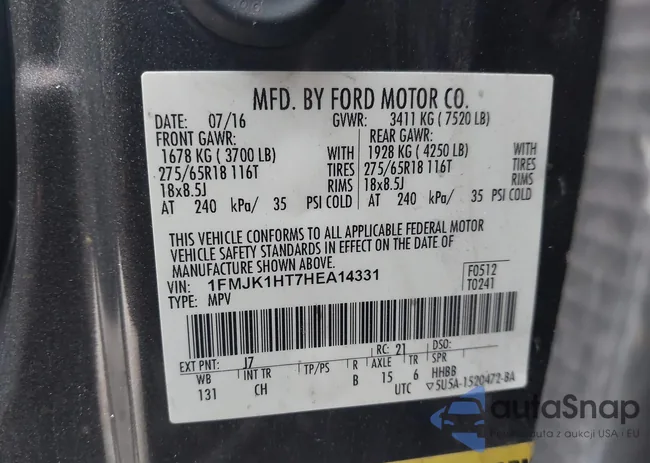 MFD. BY FORD MOTOR CO.
DATE: 07/16 GVWR: 3411 KG ( 7520 LB)
FRONT GAWR: REAR GAWR:
1678 KG ( 3700 LB) WITH 1928 KG ( 4250 LB) WITH
275/65R18 116T TIRES 275/65R18 116T TIRES
18x8.5J RIMS 18x8.5J RIMS
AT 240 kPa/ 35 PSI COLD AT 240 kPa/ 35 PSI COLD
THIS VEHICLE CONFORMS TO ALL APPLICABLE FEDERAL MOTOR
VEHICLE SAFETY STANDARDS IN EFFECT ON THE DATE OF
MANUFACTURE SHOWN ABOVE.
VIN: 1FMJK1HT7HEA14331 F0512
TYPE: MPV T0241
EXT PNT: J7 RC: 21 DSO:
WB INT TR TP/PS R AXLE TR SPR
131 CH B 15 6 HHBB
UTC ▽5U5A-1520472-BA
autaSnap
Pewne auta z aukcji USA i EU